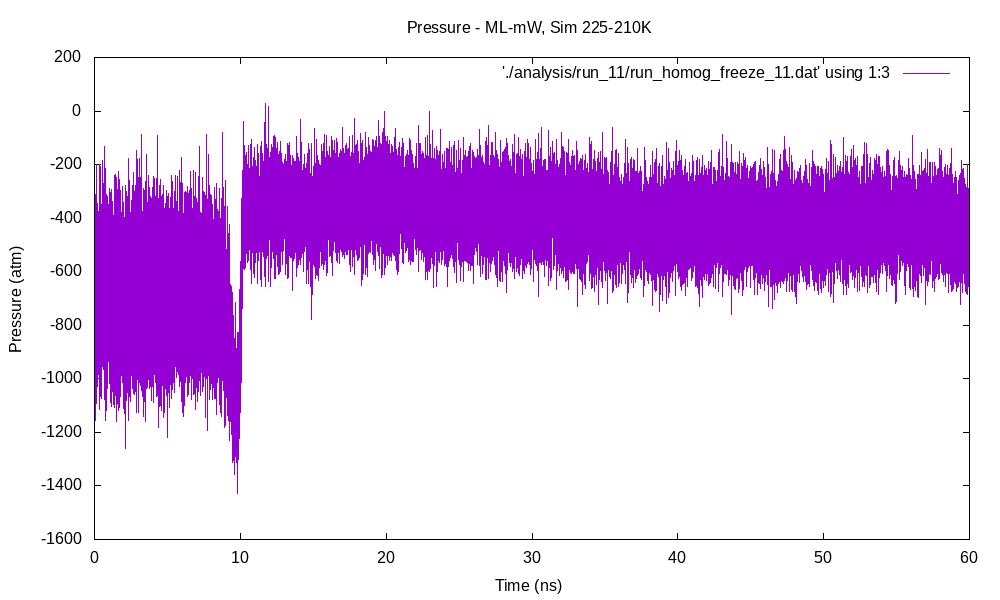 Pressure - ML-mW, Sim 225-210K
'./analysis/run_11/run_homog_freeze_11.dat' using 1:3
200
0
-200
-400
-600
-800
-1000
-1200
-1400
-1600
Pressure (atm)
0 10 20 30 40 50 60
Time (ns)